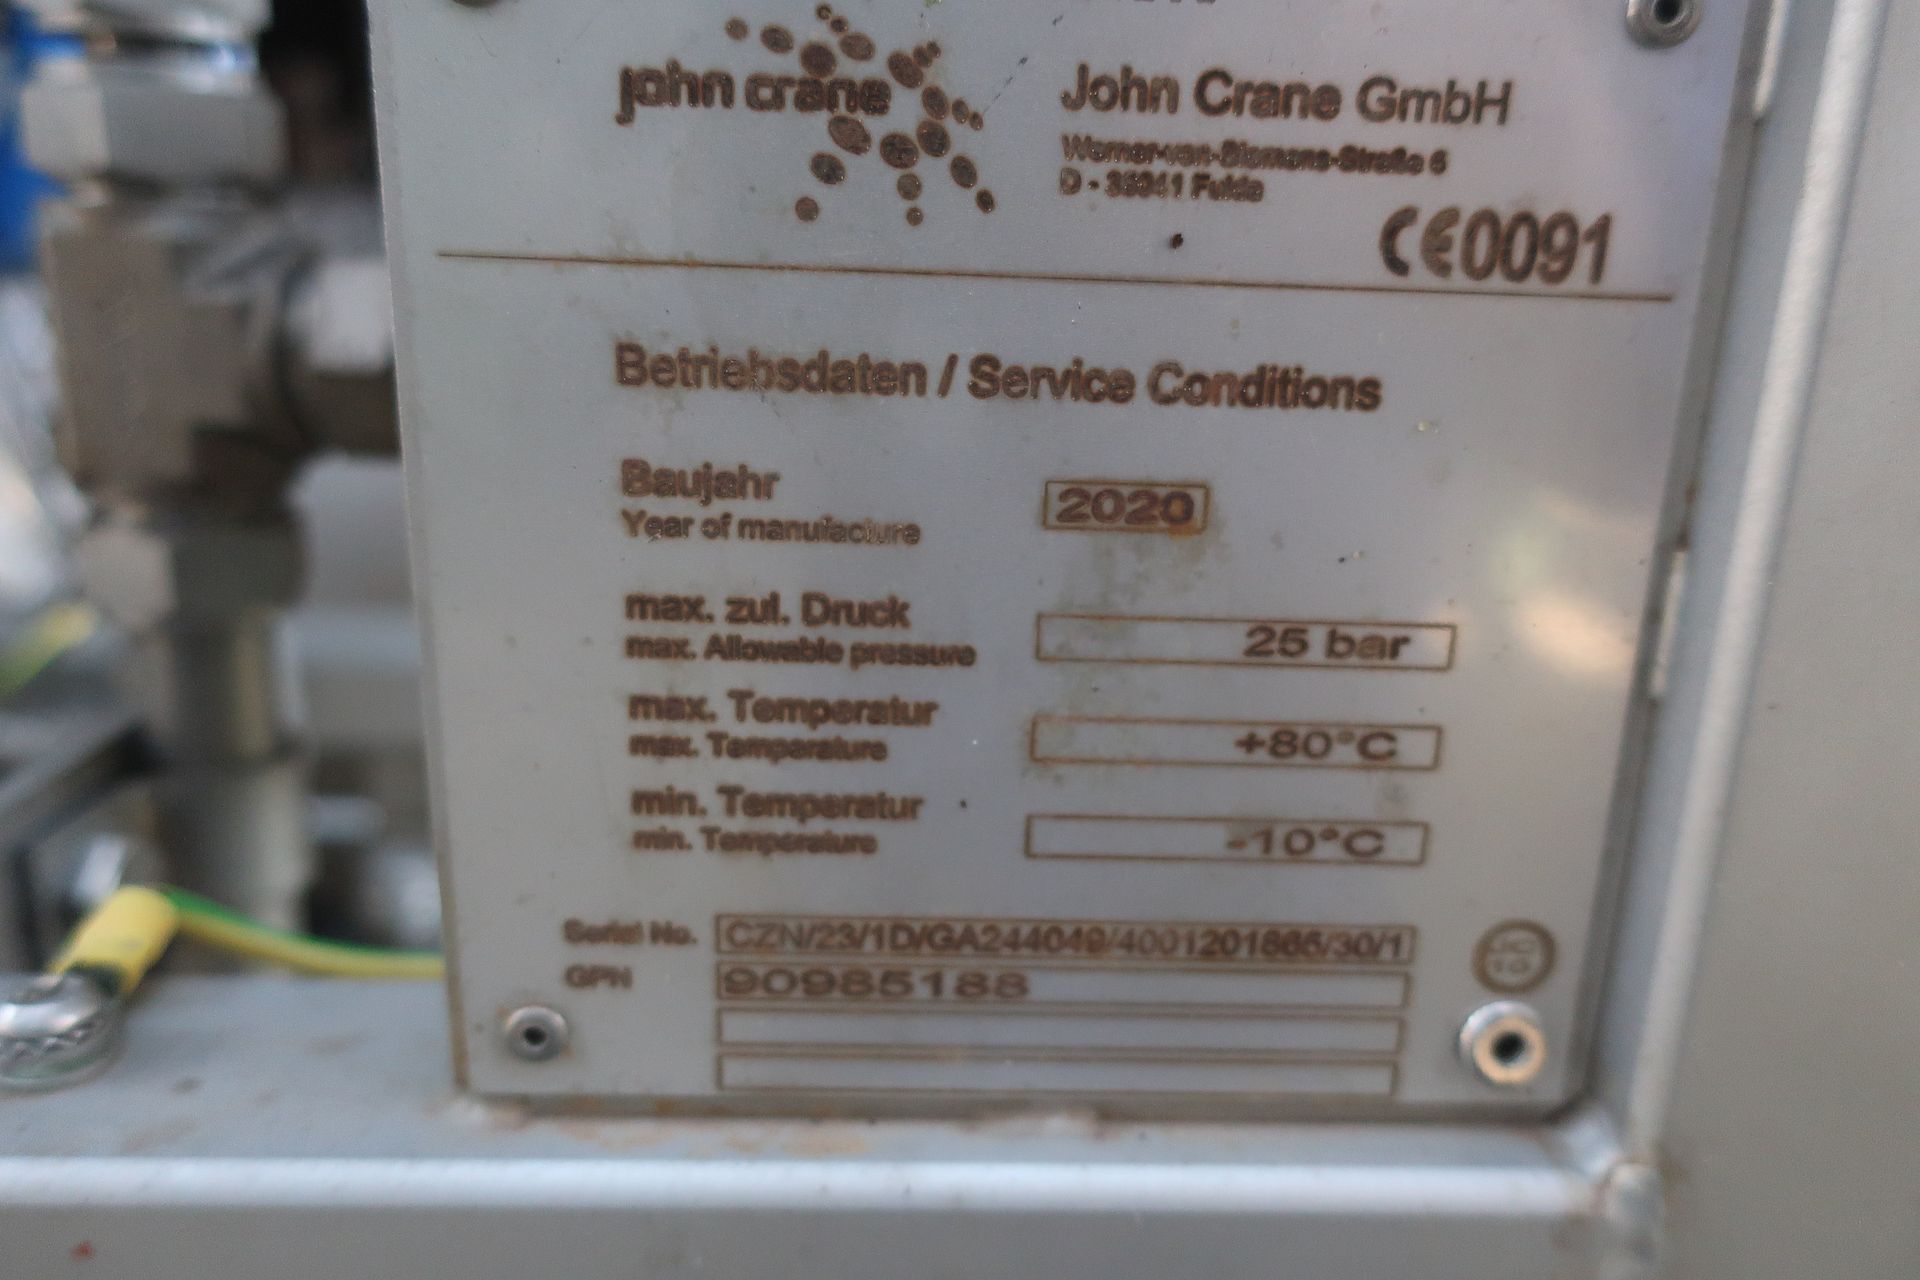 john crane
John Crane GmbH
Werner-von-Siemens-Straße 6
D - 36041 Fulda
CE0091
Betriebsdaten / Service Conditions
Baujahr
Year of manufacture
2020
max. zul. Druck
max. Allowable pressure
25 bar
max. Temperatur
max. Temperature
+80°C
min. Temperatur
min. Temperature
-10°C
Serial No. CZN/23/1D/GA244049/4001201865/30/1
GPN 90985188